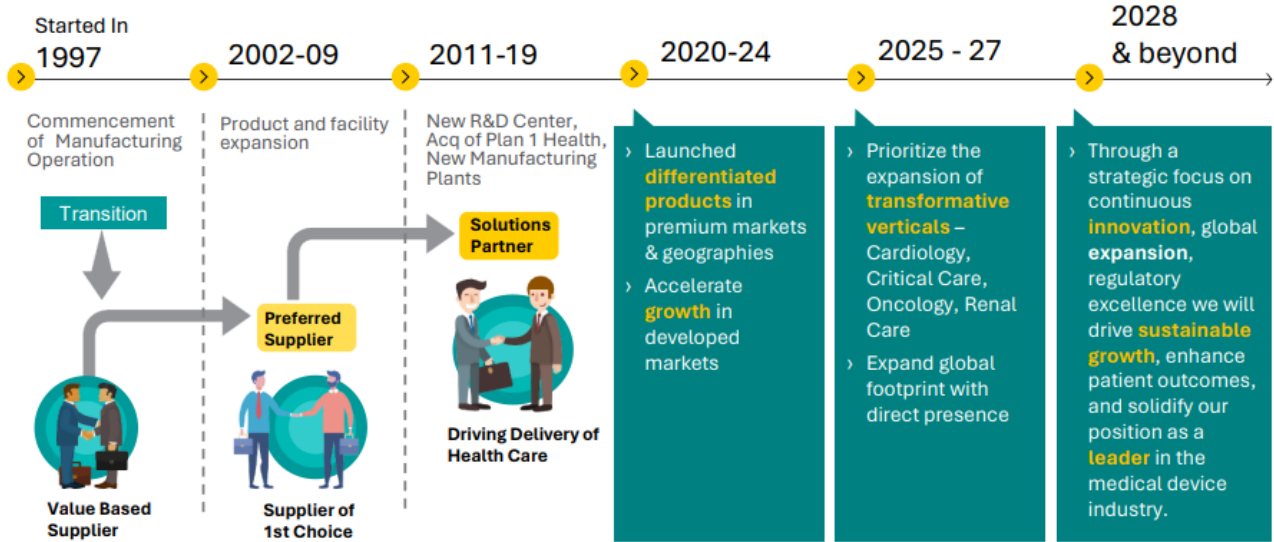 Started In
1997
2002-09
2011-19
2020-24
2025 - 27
2028
& beyond
Commencement
of Manufacturing
Operation
Product and facility
expansion
New R&D Center,
Acq of Plan 1 Health,
New Manufacturing
Plants
Transition
Preferred
Supplier
Solutions
Partner
Value Based
Supplier
Supplier of
1st Choice
Driving Delivery of
Health Care
› Launched
differentiated
products in
premium markets
& geographies
› Accelerate
growth in
developed
markets
› Prioritize the
expansion of
transformative
verticals –
Cardiology,
Critical Care,
Oncology, Renal
Care
› Expand global
footprint with
direct presence
› Through a
strategic focus on
continuous
innovation, global
expansion,
regulatory
excellence we will
drive sustainable
growth, enhance
patient outcomes,
and solidify our
position as a
leader in the
medical device
industry.